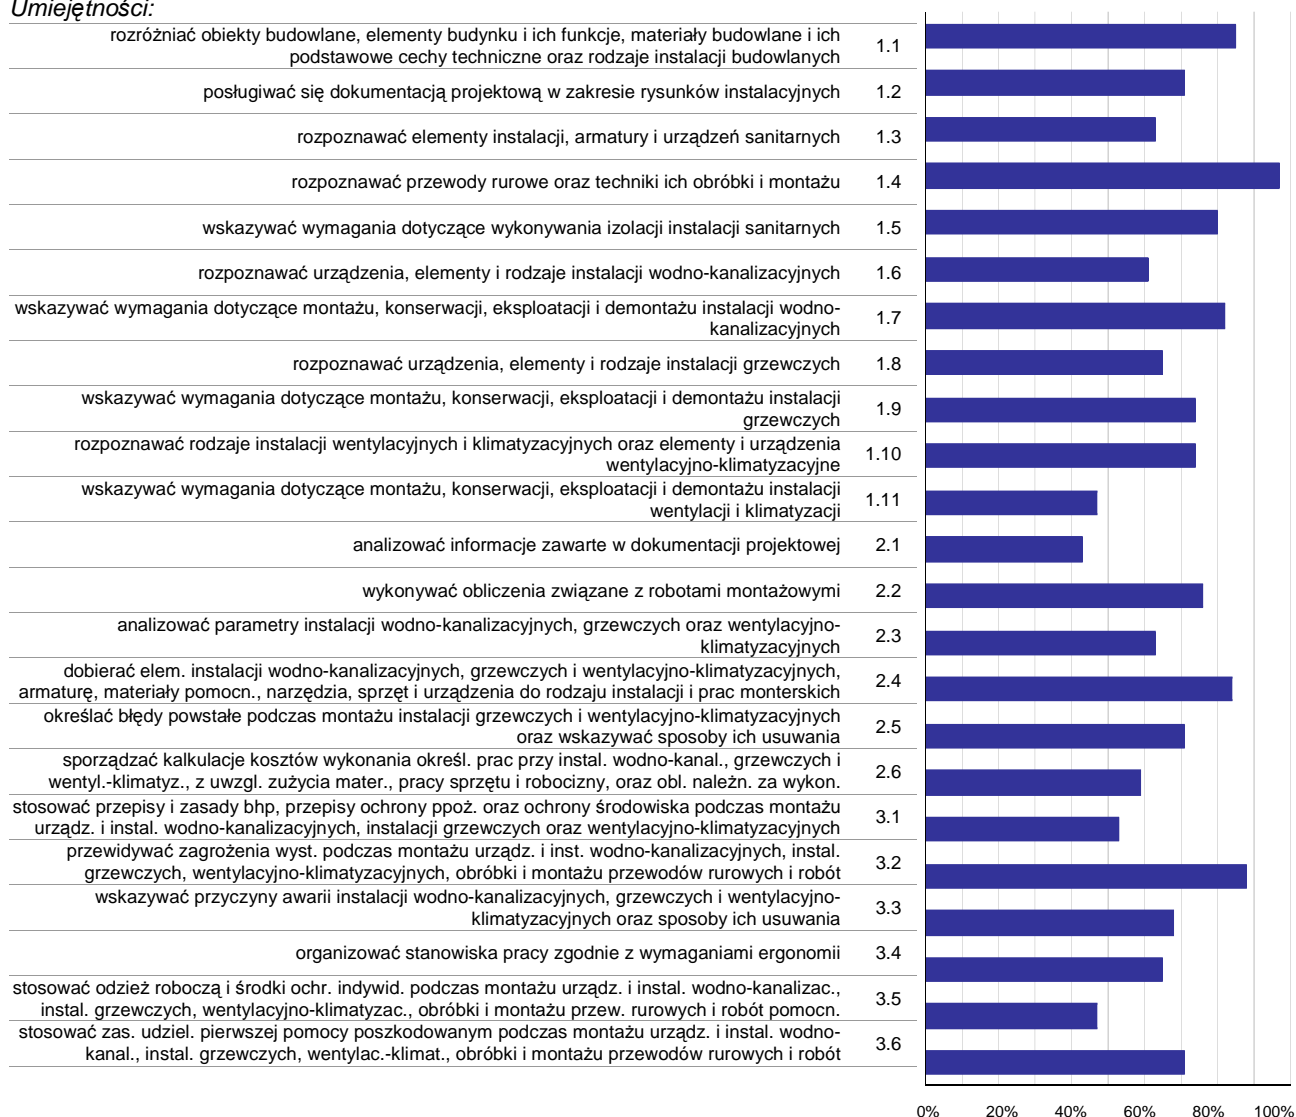 Umiejętności:
rozróżniać obiekty budowlane, elementy budynku i ich funkcje, materiały budowlane i ich
podstawowe cechy techniczne oraz rodzaje instalacji budowlanych
1.1
posługiwać się dokumentacją projektową w zakresie rysunków instalacyjnych 1.2
rozpoznawać elementy instalacji, armatury i urządzeń sanitarnych 1.3
rozpoznawać przewody rurowe oraz techniki ich obróbki i montażu 1.4
wskazywać wymagania dotyczące wykonywania izolacji instalacji sanitarnych 1.5
rozpoznawać urządzenia, elementy i rodzaje instalacji wodno-kanalizacyjnych 1.6
wskazywać wymagania dotyczące montażu, konserwacji, eksploatacji i demontażu instalacji wodno-
kanalizacyjnych
1.7
rozpoznawać urządzenia, elementy i rodzaje instalacji grzewczych 1.8
wskazywać wymagania dotyczące montażu, konserwacji, eksploatacji i demontażu instalacji
grzewczych
1.9
rozpoznawać rodzaje instalacji wentylacyjnych i klimatyzacyjnych oraz elementy i urządzenia
wentylacyjno-klimatyzacyjne
1.10
wskazywać wymagania dotyczące montażu, konserwacji, eksploatacji i demontażu instalacji
wentylacji i klimatyzacji
1.11
analizować informacje zawarte w dokumentacji projektowej 2.1
wykonywać obliczenia związane z robotami montażowymi 2.2
analizować parametry instalacji wodno-kanalizacyjnych, grzewczych oraz wentylacyjno-
klimatyzacyjnych
2.3
dobierać elem. instalacji wodno-kanalizacyjnych, grzewczych i wentylacyjno-klimatyzacyjnych,
armaturę, materiały pomocn., narzędzia, sprzęt i urządzenia do rodzaju instalacji i prac monterskich
2.4
określać błędy powstałe podczas montażu instalacji grzewczych i wentylacyjno-klimatyzacyjnych
oraz wskazywać sposoby ich usuwania
2.5
sporządzać kalkulacje kosztów wykonania określ. prac przy instal. wodno-kanal., grzewczych i
wentyl.-klimatyz., z uwzgl. zużycia mater., pracy sprzętu i robocizny, oraz obl. należn. za wykon.
2.6
stosować przepisy i zasady bhp, przepisy ochrony ppoż. oraz ochrony środowiska podczas montażu
urządz. i instal. wodno-kanalizacyjnych, instalacji grzewczych oraz wentylacyjno-klimatyzacyjnych
3.1
przewidywać zagrożenia wyst. podczas montażu urządz. i inst. wodno-kanalizacyjnych, instal.
grzewczych, wentylacyjno-klimatyzacyjnych, obróbki i montażu przewodów rurowych i robót
3.2
wskazywać przyczyny awarii instalacji wodno-kanalizacyjnych, grzewczych i wentylacyjno-
klimatyzacyjnych oraz sposoby ich usuwania
3.3
organizować stanowiska pracy zgodnie z wymaganiami ergonomii 3.4
stosować odzież roboczą i środki ochr. indywid. podczas montażu urządz. i instal. wodno-kanalizac.,
instal. grzewczych, wentylacyjno-klimatyzac., obróbki i montażu przew. rurowych i robót pomocn.
3.5
stosować zas. udziel. pierwszej pomocy poszkodowanym podczas montażu urządz. i instal. wodno-
kanal., instal. grzewczych, wentylac.-klimat., obróbki i montażu przewodów rurowych i robót
3.6
0% 20% 40% 60% 80% 100%